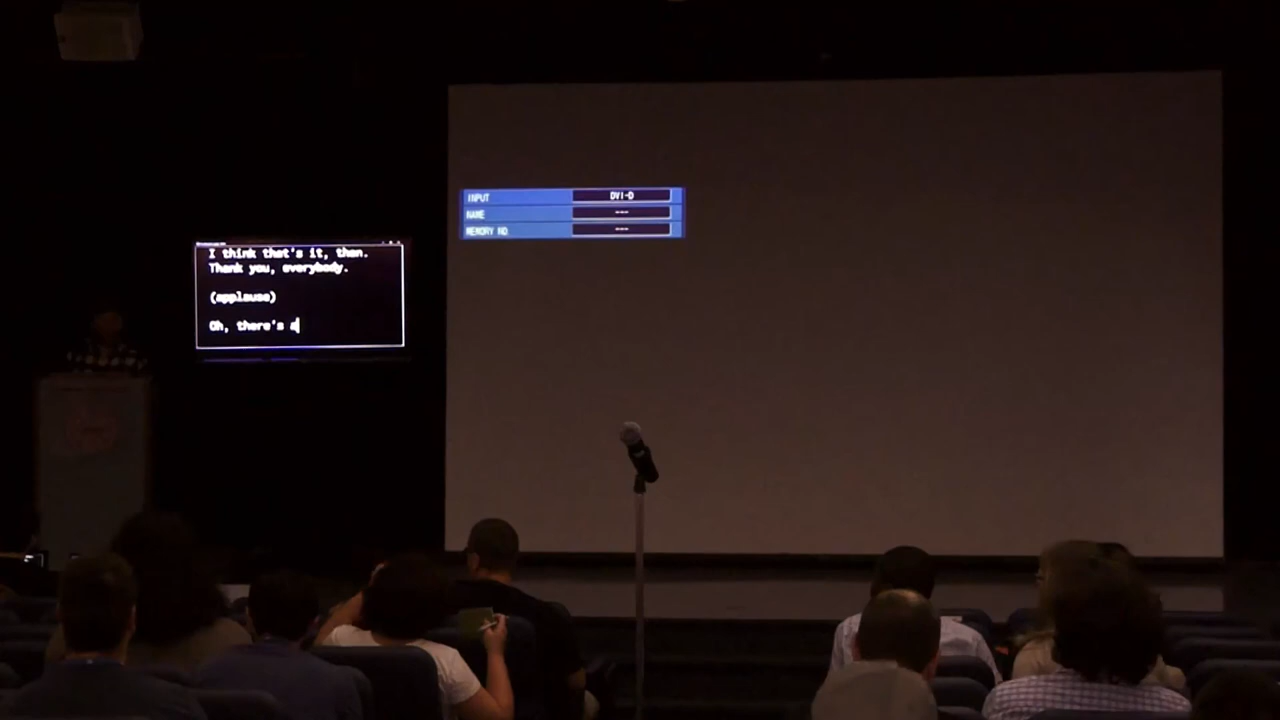 I think that's it, then.
Thank you, everybody.
(applause)
Oh, there's a
INPUT DVI-D
NAME ---
MEMORY NO ---